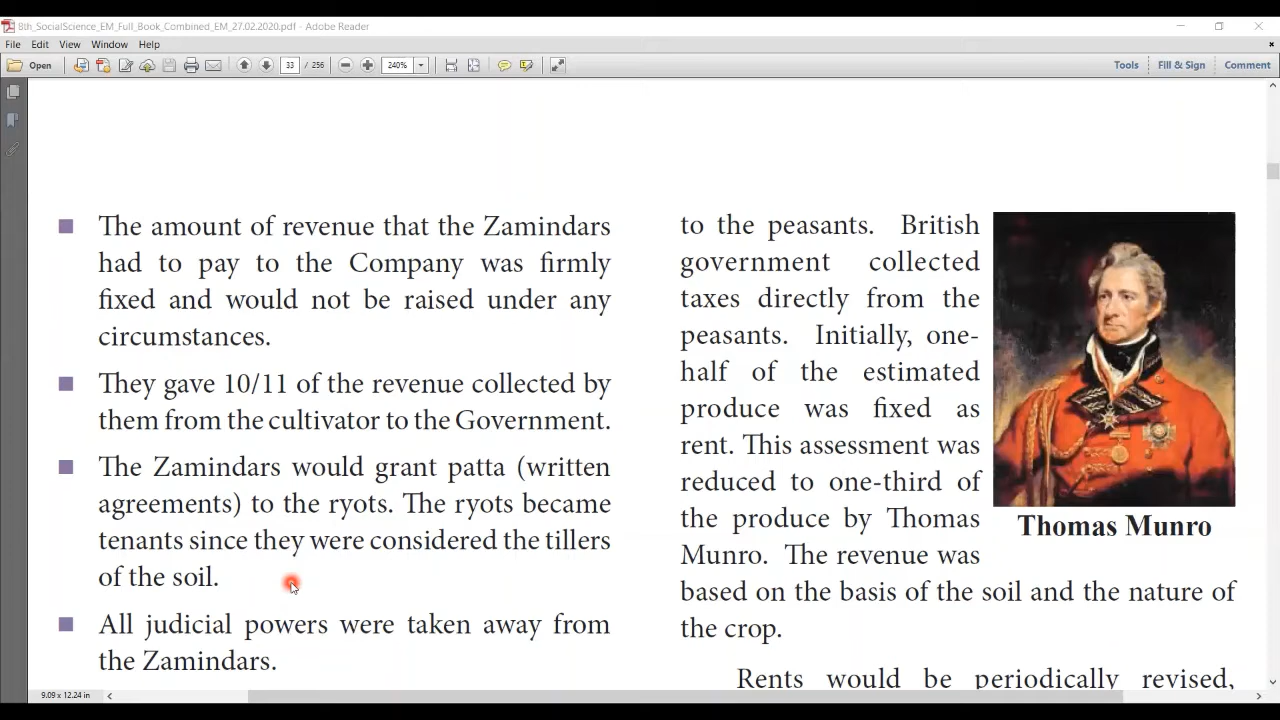 8th_SocialScience_EM_Full_Book_Combined_EM_27.02.2020.pdf - Adobe Reader
File Edit View Window Help
Open 33 / 256 240% Tools Fill & Sign Comment
The amount of revenue that the Zamindars
had to pay to the Company was firmly
fixed and would not be raised under any
circumstances.
They gave 10/11 of the revenue collected by
them from the cultivator to the Government.
The Zamindars would grant patta (written
agreements) to the ryots. The ryots became
tenants since they were considered the tillers
of the soil.
All judicial powers were taken away from
the Zamindars.
to the peasants. British
government collected
taxes directly from the
peasants. Initially, one-
half of the estimated
produce was fixed as
rent. This assessment was
reduced to one-third of
the produce by Thomas
Munro. The revenue was
based on the basis of the soil and the nature of
the crop.
Thomas Munro
Rents would be periodically revised,
9.09 x 12.24 in